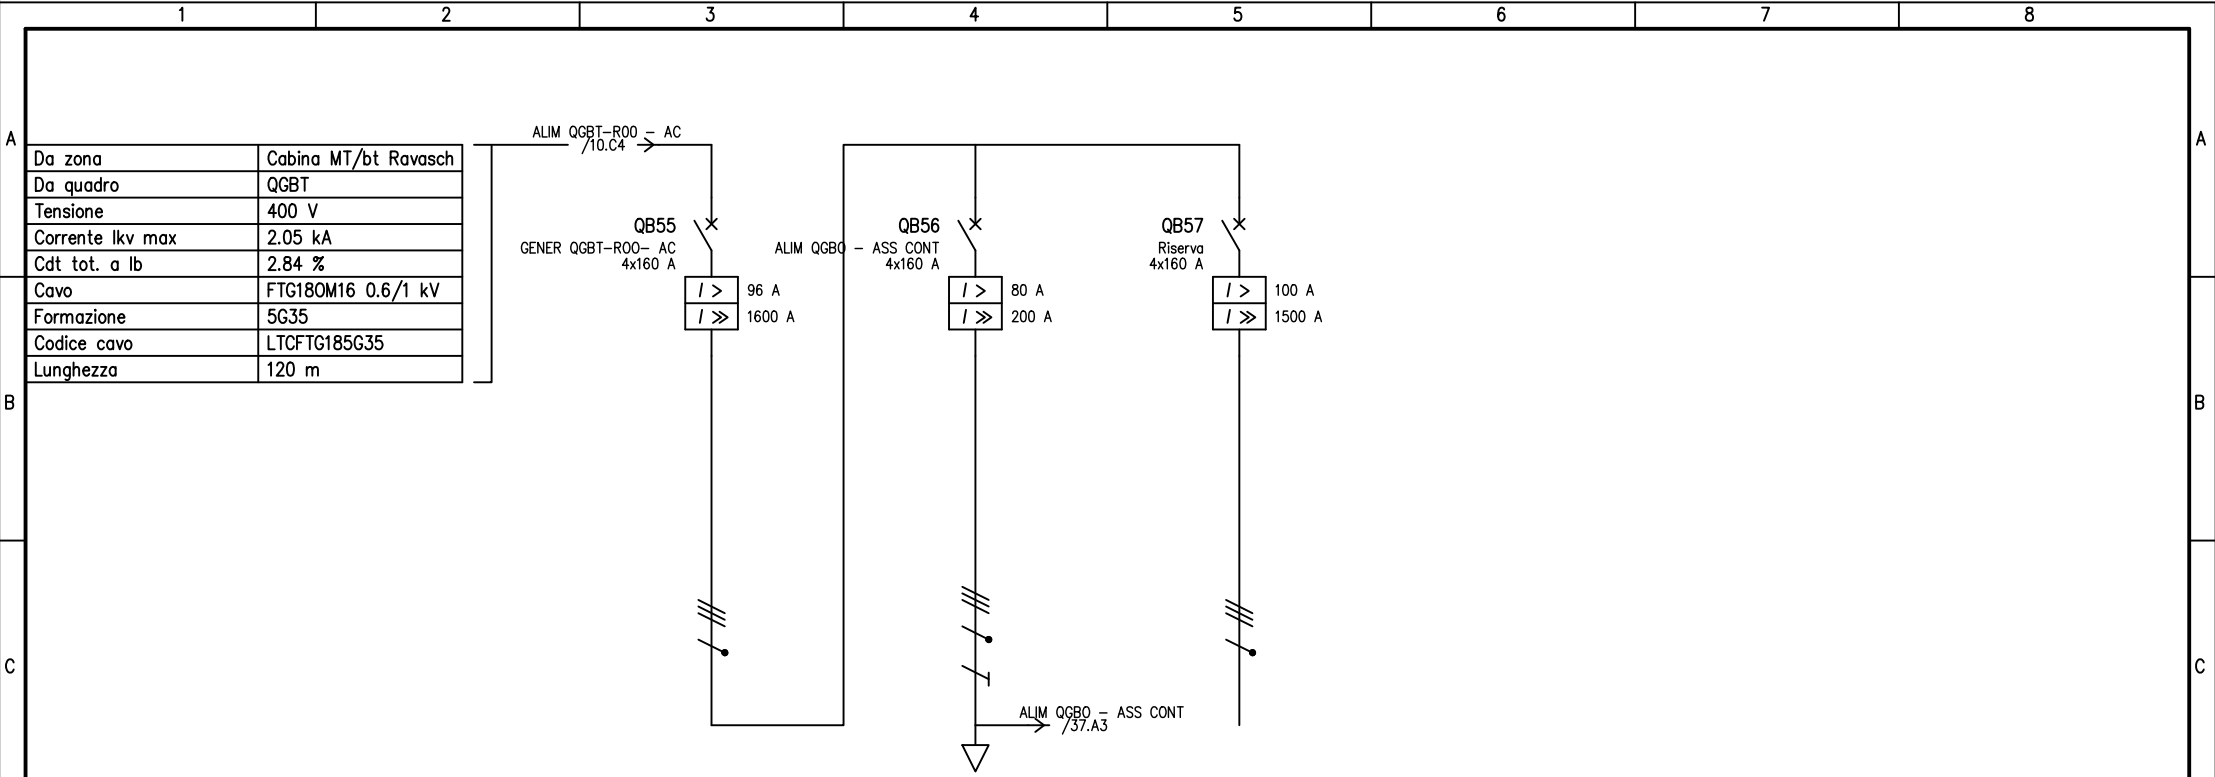 1 2 3 4 5 6 7 8
A A
ALIM QGBT-R00 - AC
/10.C4
Da zona Cabina MT/bt Ravasch
Da quadro QGBT
Tensione 400 V
Corrente Ikv max 2.05 kA
Cdt tot. a Ib 2.84 %
Cavo FTG18OM16 0.6/1 kV
Formazione 5G35
Codice cavo LTCFTG185G35
Lunghezza 120 m
QB55
GENER QGBT-ROO- AC
4x160 A
I > 96 A
I >> 1600 A
QB56
ALIM QGBO - ASS CONT
4x160 A
I > 80 A
I >> 200 A
QB57
Riserva
4x160 A
I > 100 A
I >> 1500 A
B B
C C
ALIM QGBO - ASS CONT
/37.A3